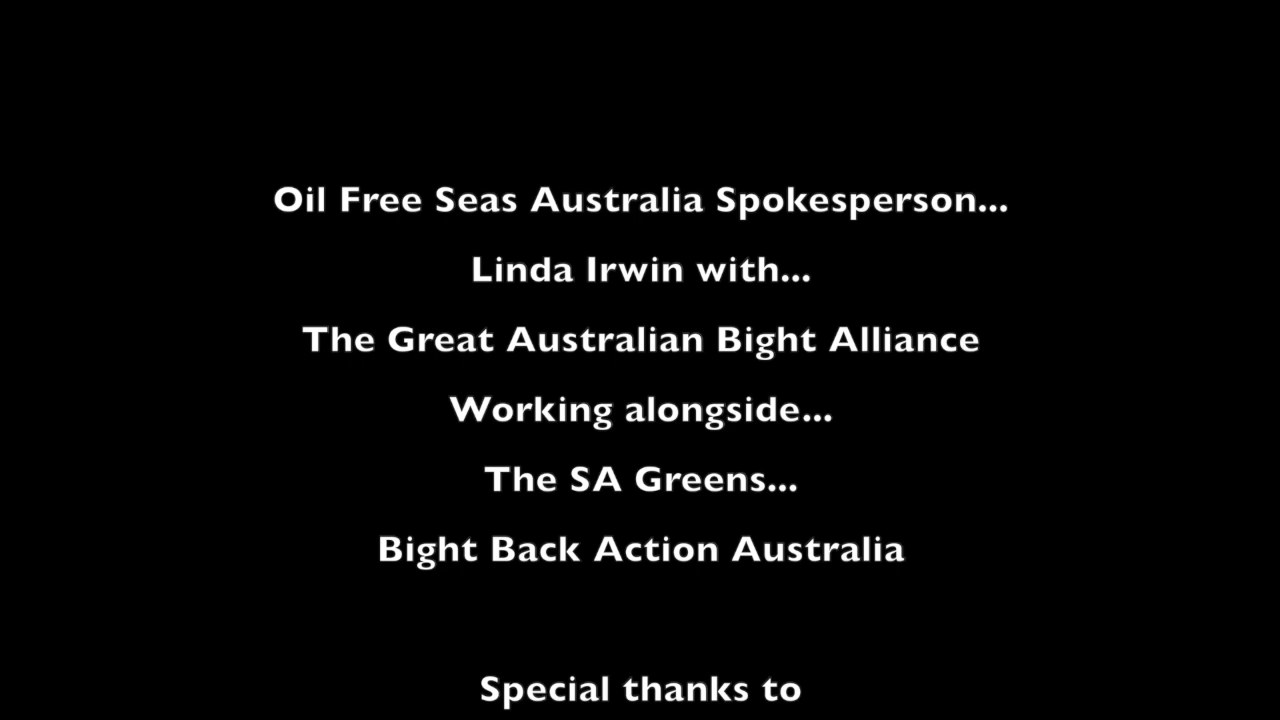 Oil Free Seas Australia Spokesperson...
Linda Irwin with...
The Great Australian Bight Alliance
Working alongside...
The SA Greens...
Bight Back Action Australia
Special thanks to